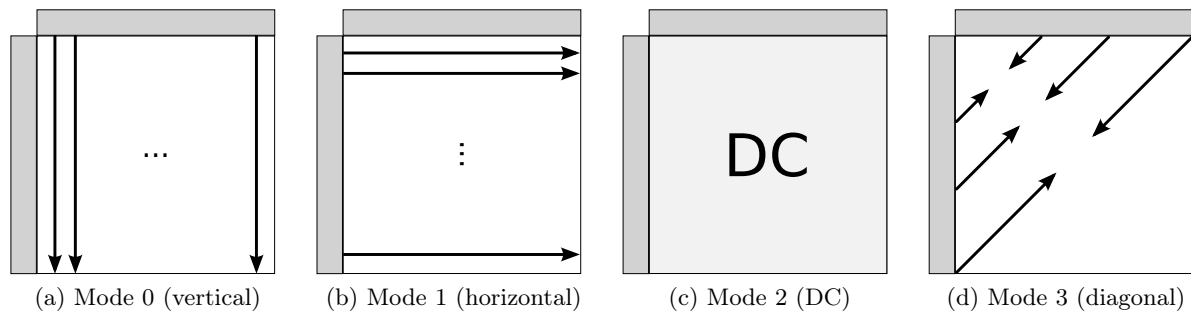 ...
⋮
DC
(a) Mode 0 (vertical)
(b) Mode 1 (horizontal)
(c) Mode 2 (DC)
(d) Mode 3 (diagonal)